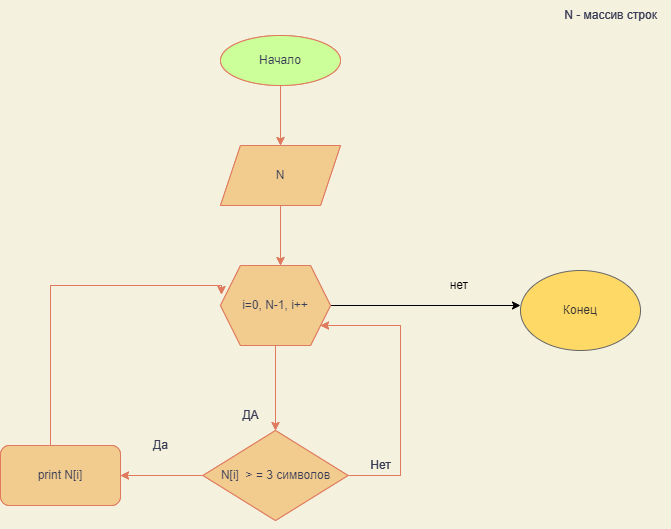 N - массив строк
Начало
N
i=0, N-1, i++
нет
Конец
ДА
Да
Нет
N[i] > = 3 символов
print N[i]